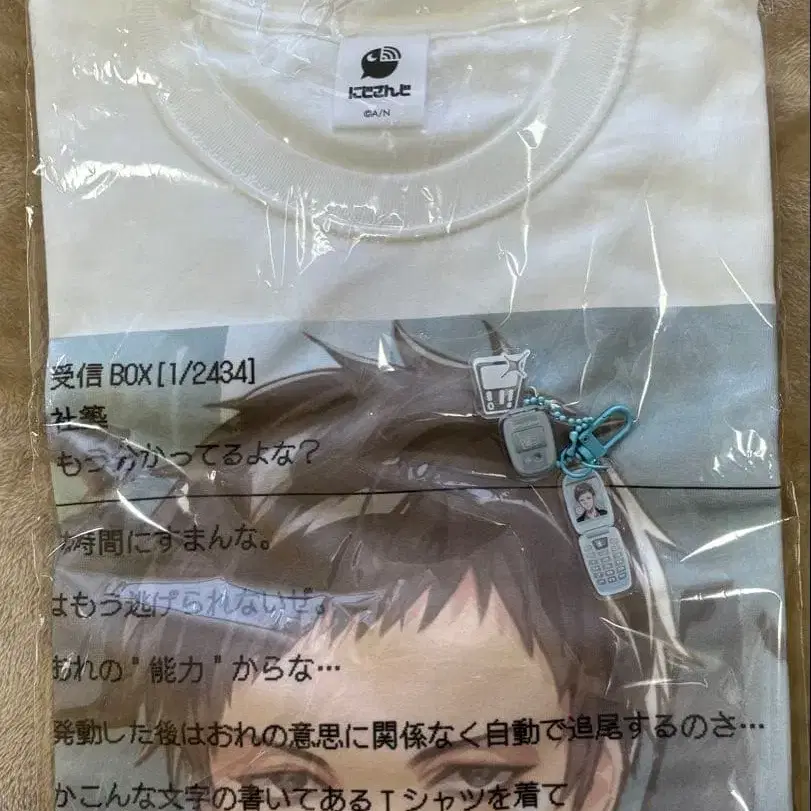 にじさんじ
©A/N
受信BOX[1/2434]
社築
もう分かってるよな?
時間にすまんな。
はもう逃げられないぜ。
おれの"能力"からな…
発動した後はおれの意思に関係なく自動で追尾するのさ…
かこんな文字の書いてあるTシャツを着て